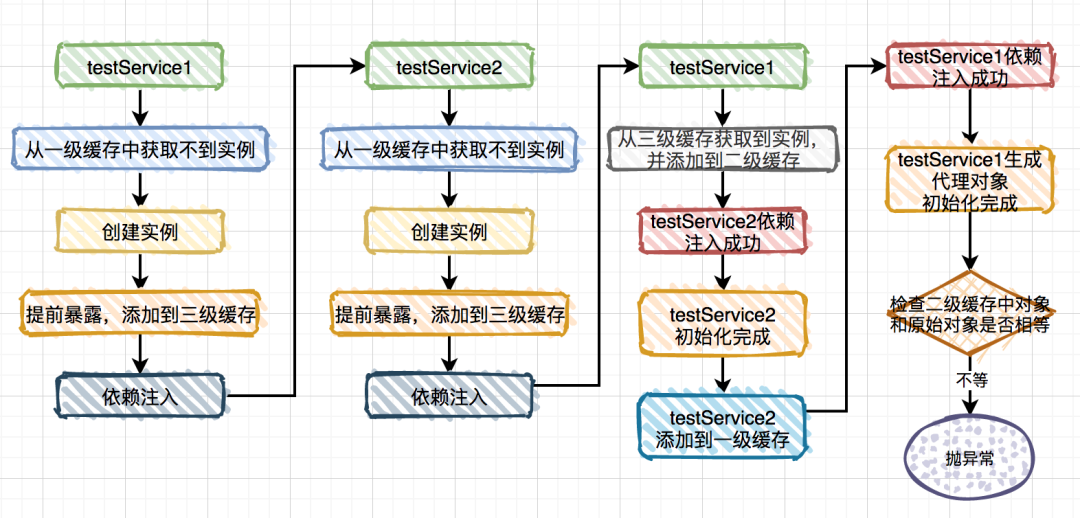 testService1
从一级缓存中获取不到实例
创建实例
提前暴露，添加到三级缓存
依赖注入
testService2
从一级缓存中获取不到实例
创建实例
提前暴露，添加到三级缓存
依赖注入
testService1
从三级缓存获取到实例，
并添加到二级缓存
testService2依赖
注入成功
testService2
初始化完成
testService2
添加到一级缓存
testService1依赖
注入成功
testService1生成
代理对象
初始化完成
检查二级缓存中对象
和原始对象是否相等
不等
抛异常